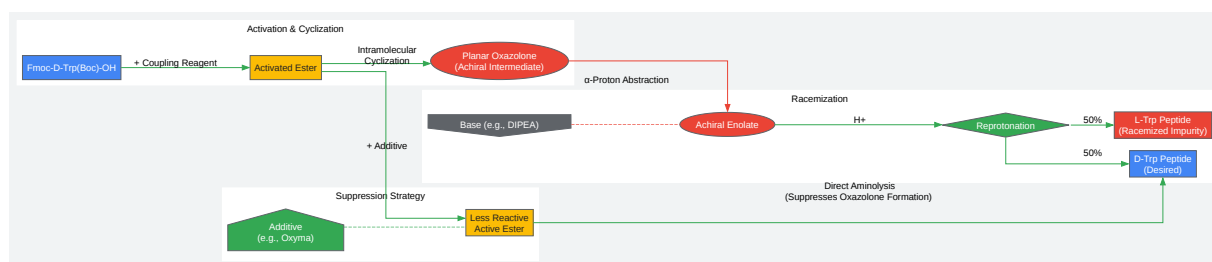 Activation & Cyclization
Fmoc-D-Trp(Boc)-OH
+ Coupling Reagent
Activated Ester
Intramolecular
Cyclization
Planar Oxazolone
(Achiral Intermediate)
α-Proton Abstraction
Racemization
Base (e.g., DIPEA)
Achiral Enolate
H+
Reprotonation
50%
L-Trp Peptide
(Racemized Impurity)
50%
D-Trp Peptide
(Desired)
+ Additive
Direct Aminolysis
(Suppresses Oxazolone Formation)
Suppression Strategy
Additive
(e.g., Oxyma)
Less Reactive
Active Ester